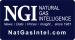 NGI NATURAL
GAS
INTELLIGENCE
NatGasIntel.com